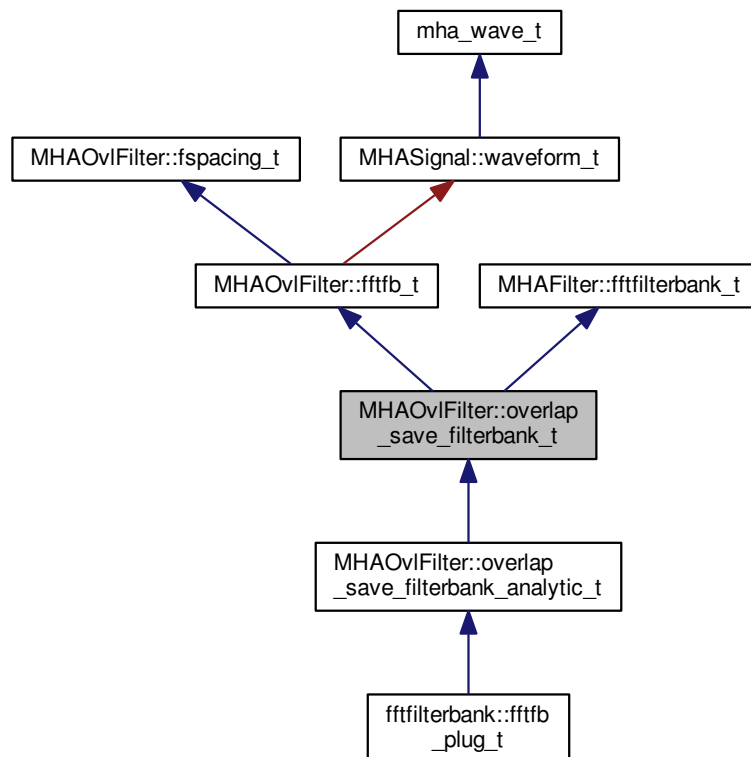 mha_wave_t
MHAOvlFilter::fspacing_t
MHASignal::waveform_t
MHAOvlFilter::fftfb_t
MHAFilter::fftfilterbank_t
MHAOvlFilter::overlap
_save_filterbank_t
MHAOvlFilter::overlap
_save_filterbank_analytic_t
fftfilterbank::fftfb
_plug_t